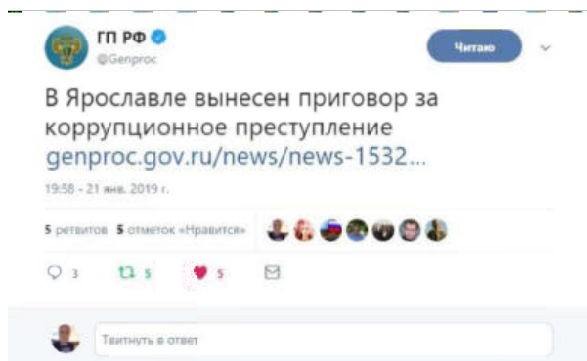 ГП РФ
@Genproc
Читаю
В Ярославле вынесен приговор за
коррупционное преступление
genproc.gov.ru/news/news-1532...
19:58 - 21 янв. 2019 г.
5 ретвитов 5 отметок «Нравится»
3 5 5
Твитнуть в ответ